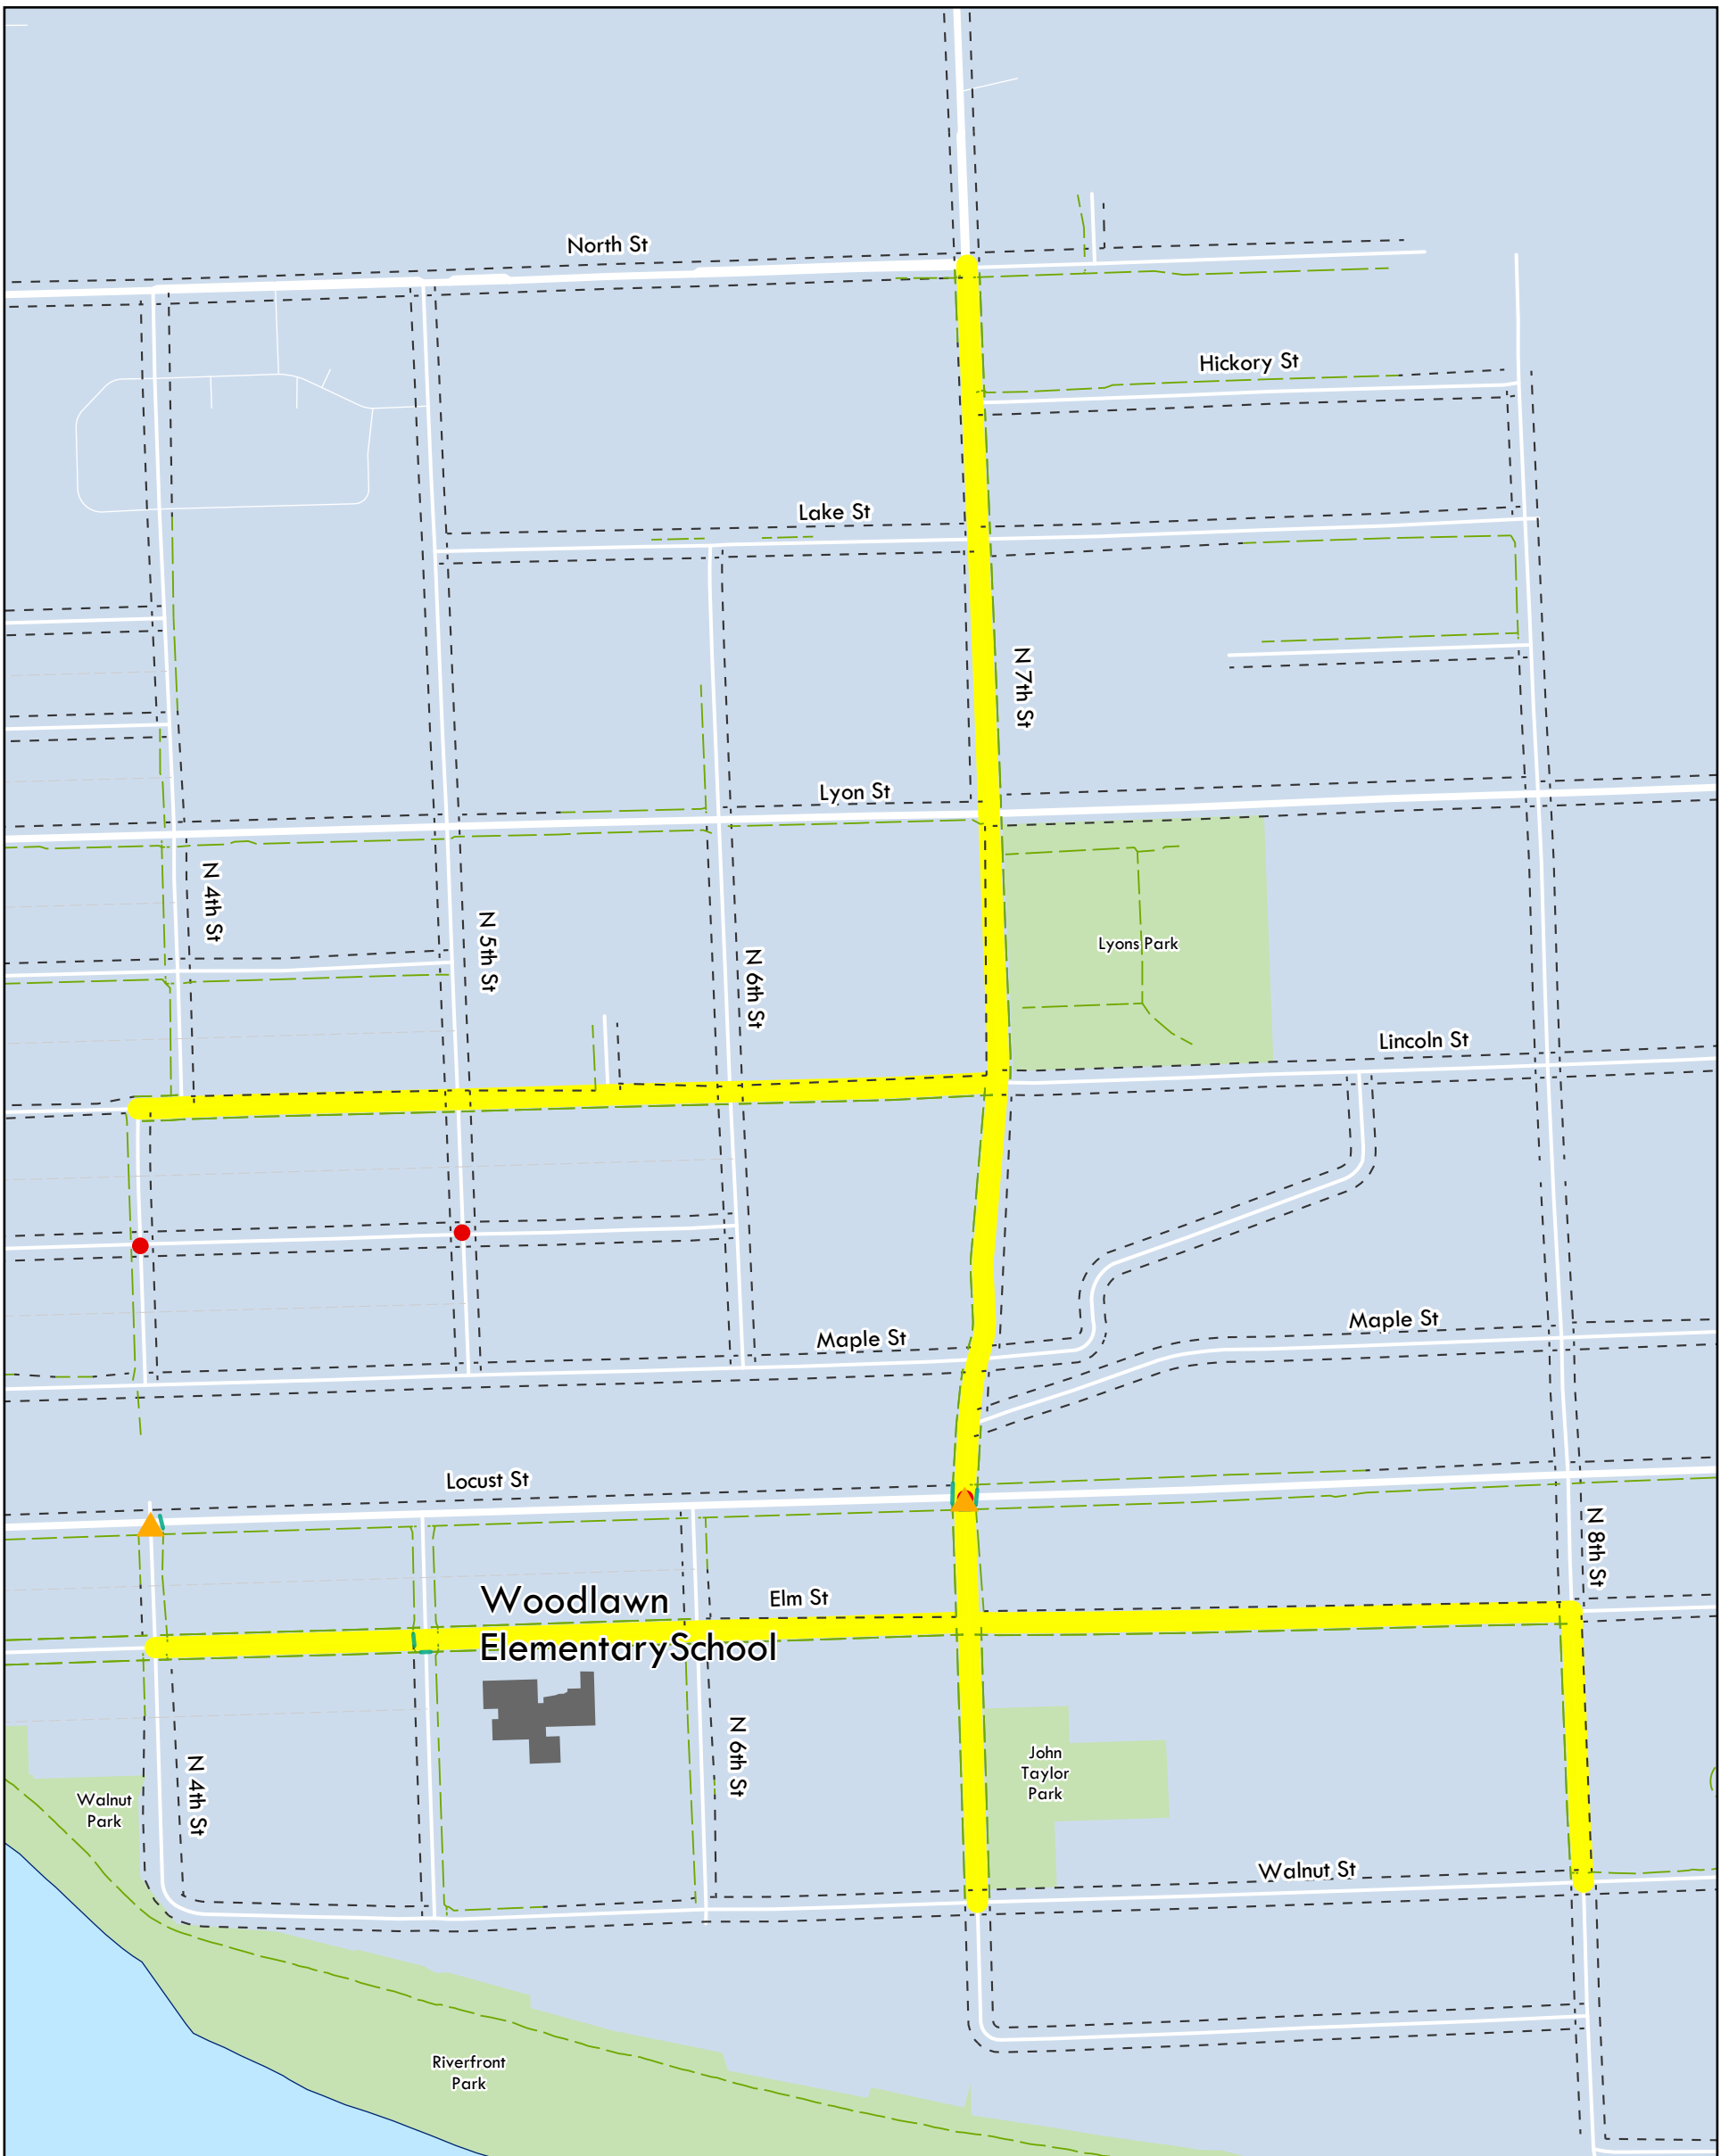 North St
Hickory St
Lake St
N 7th St
Lyon St
N 4th St
N 5th St
Lyons Park
N 6th St
Lincoln St
Maple St
Maple St
Locust St
N 8th St
Woodlawn
ElementarySchool
Elm St
N 6th St
John
Taylor
Park
N 4th St
Walnut
Park
Walnut St
Riverfront
Park